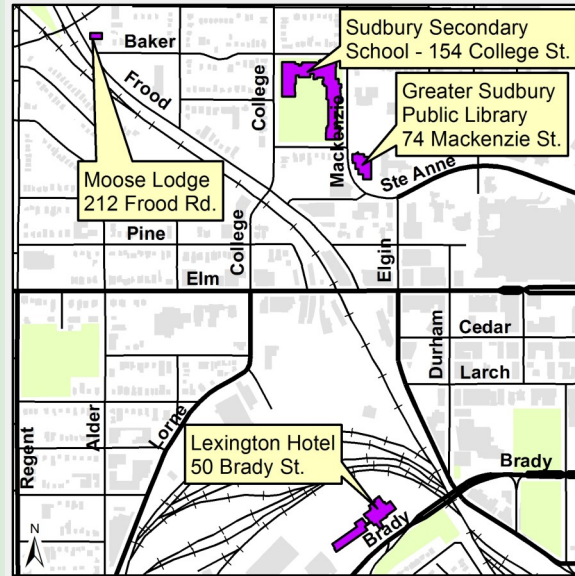 Sudbury Secondary
School - 154 College St.
Baker
Frood
College
Mackenzie
Greater Sudbury
Public Library
74 Mackenzie St.
Ste Anne
Moose Lodge
212 Frood Rd.
Pine
College
Elgin
Elm
Cedar
Durham
Larch
Regent
Alder
Lorne
Lexington Hotel
50 Brady St.
Brady
Brady
N